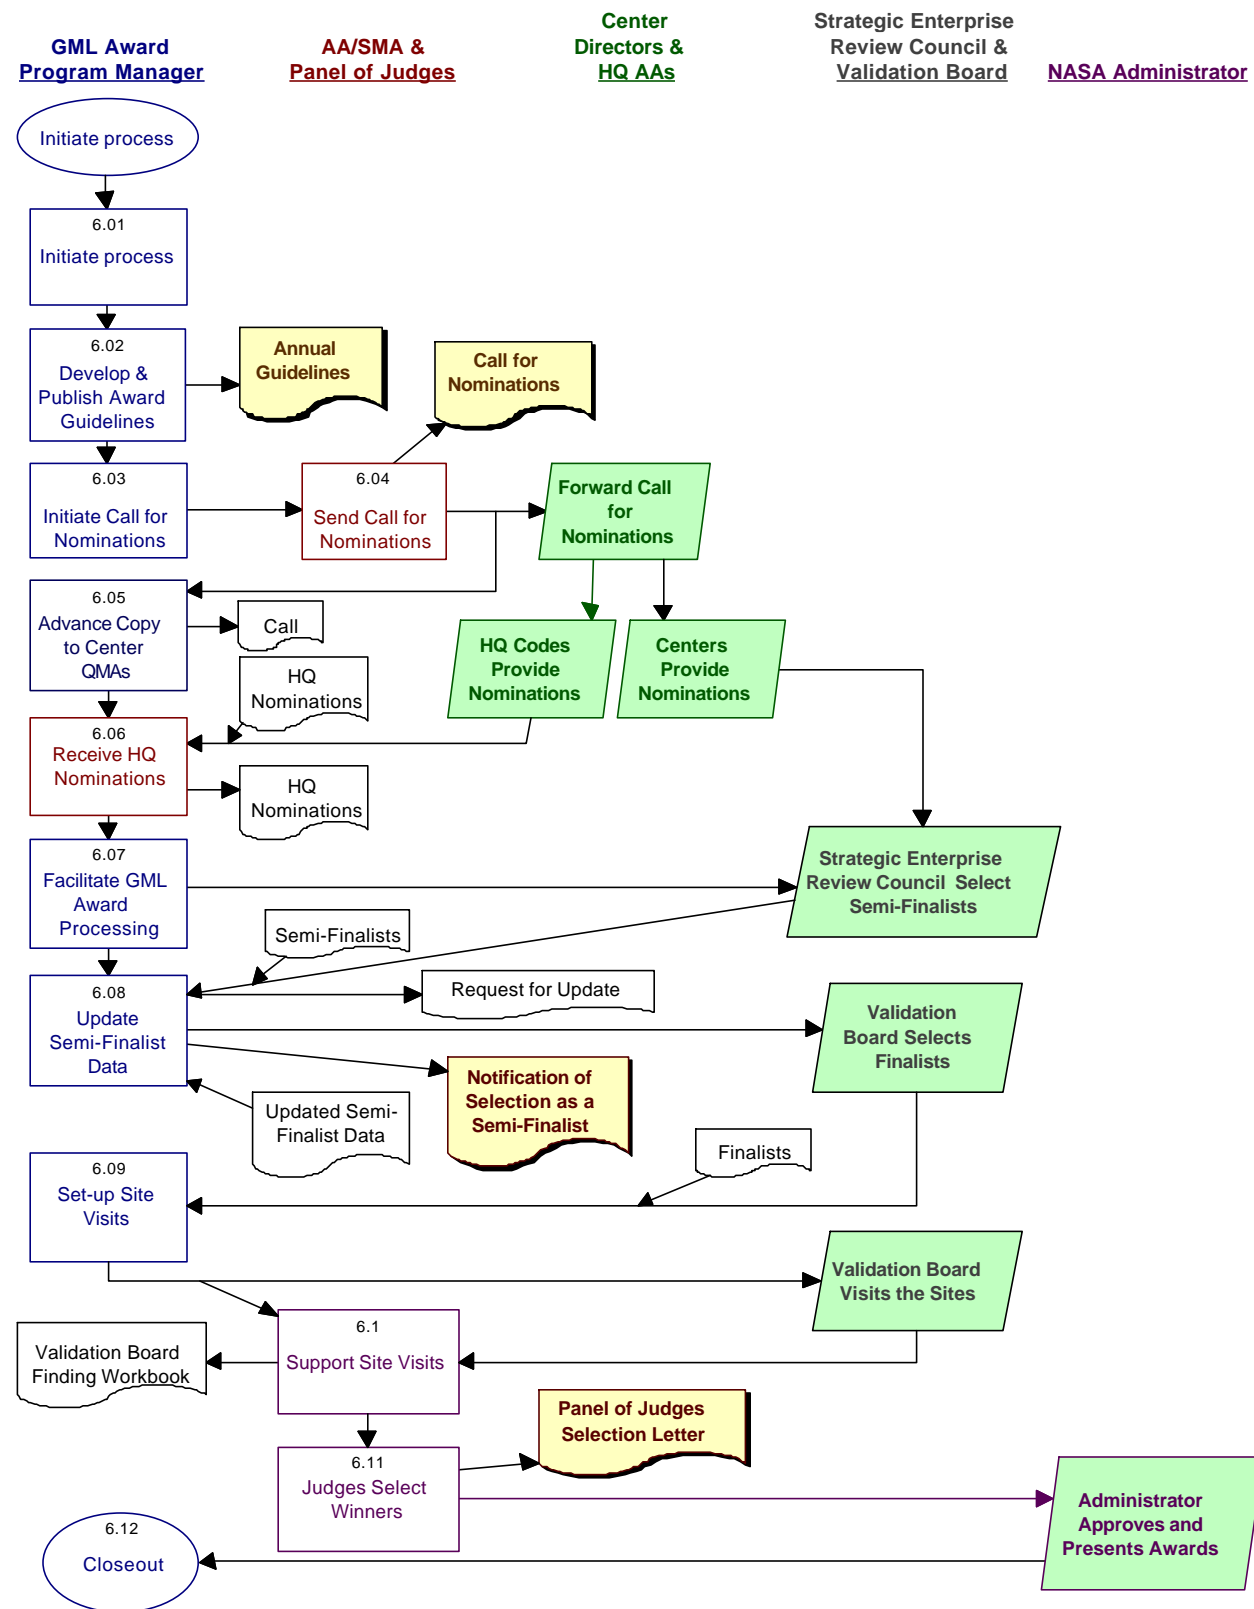 GML Award
Program Manager
AA/SMA &
Panel of Judges
Center
Directors &
HQ AAs
Strategic Enterprise
Review Council &
Validation Board
NASA Administrator
Initiate process
6.01
Initiate process
6.02
Develop &
Publish Award
Guidelines
Annual
Guidelines
Call for
Nominations
6.03
Initiate Call for
Nominations
6.04
Send Call for
Nominations
Forward Call
for
Nominations
6.05
Advance Copy
to Center
QMAs
Call
HQ
Nominations
HQ Codes
Provide
Nominations
Centers
Provide
Nominations
6.06
Receive HQ
Nominations
HQ
Nominations
6.07
Facilitate GML
Award
Processing
Strategic Enterprise
Review Council Select
Semi-Finalists
Semi-Finalists
6.08
Update
Semi-Finalist
Data
Request for Update
Validation
Board Selects
Finalists
Notification of
Selection as a
Semi-Finalist
Updated Semi-
Finalist Data
Finalists
6.09
Set-up Site
Visits
Validation Board
Visits the Sites
6.1
Support Site Visits
Validation Board
Finding Workbook
Panel of Judges
Selection Letter
6.11
Judges Select
Winners
Administrator
Approves and
Presents Awards
6.12
Closeout